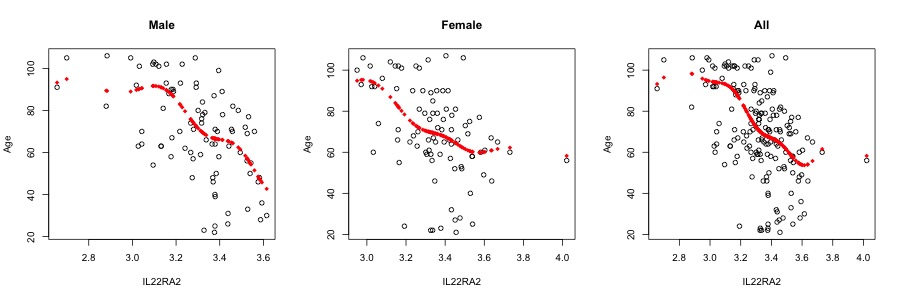 Male
Age
20 40 60 80 100
2.8 3.0 3.2 3.4 3.6
IL22RA2
Female
Age
20 40 60 80 100
3.0 3.2 3.4 3.6 3.8 4.0
IL22RA2
All
Age
20 40 60 80 100
2.8 3.0 3.2 3.4 3.6 3.8 4.0
IL22RA2